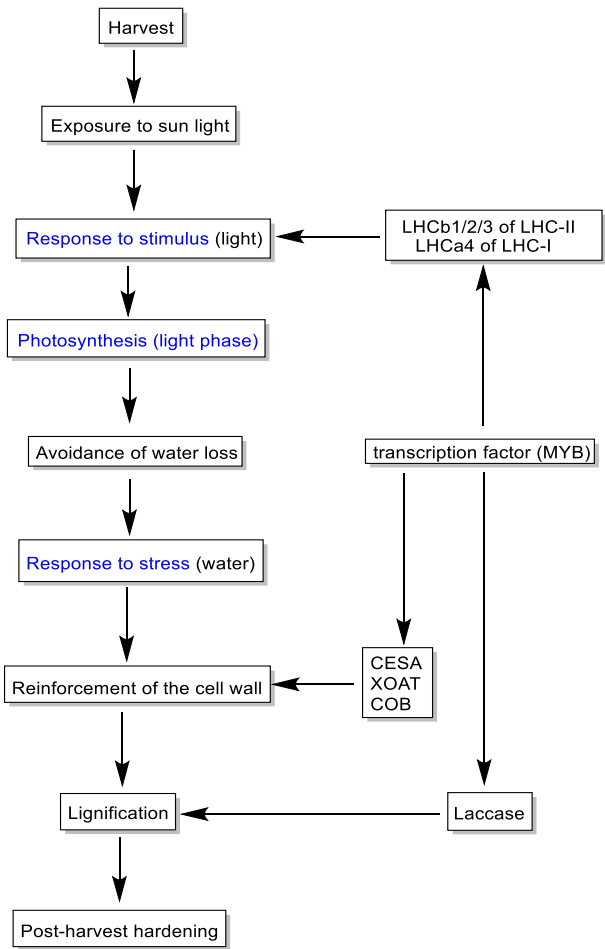 Harvest
Exposure to sun light
Response to stimulus (light)
LHCb1/2/3 of LHC-II
LHCa4 of LHC-I
Photosynthesis (light phase)
Avoidance of water loss
transcription factor (MYB)
Response to stress (water)
Reinforcement of the cell wall
CESA
XOAT
COB
Lignification
Laccase
Post-harvest hardening